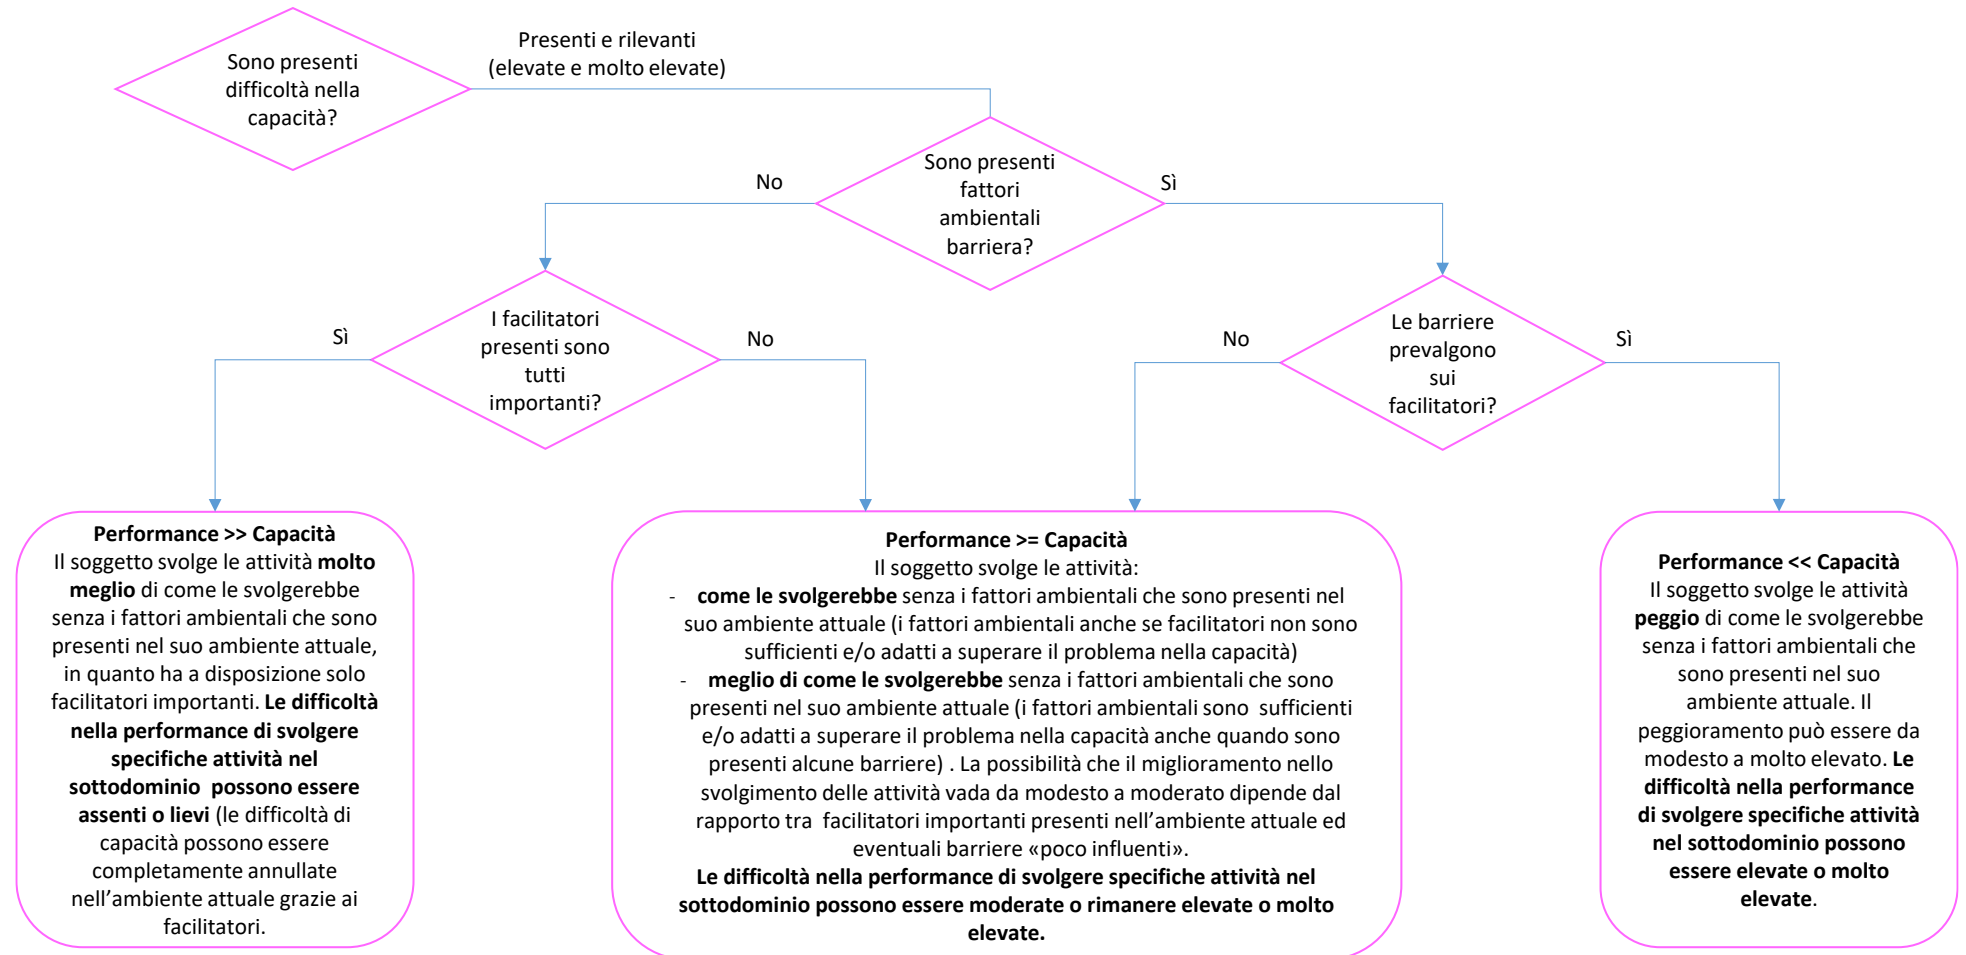 Sono presenti
difficoltà nella
capacità?
Presenti e rilevanti
(elevate e molto elevate)
Sono presenti
fattori
ambientali
barriera?
No
Sì
I facilitatori
presenti sono
tutti
importanti?
Sì
No
Le barriere
prevalgono
sui
facilitatori?
No
Sì
Performance >> Capacità
Il soggetto svolge le attività molto
meglio di come le svolgerebbe
senza i fattori ambientali che sono
presenti nel suo ambiente attuale,
in quanto ha a disposizione solo
facilitatori importanti. Le difficoltà
nella performance di svolgere
specifiche attività nel
sottodominio possono essere
assenti o lievi (le difficoltà di
capacità possono essere
completamente annullate
nell'ambiente attuale grazie ai
facilitatori.
Performance >= Capacità
Il soggetto svolge le attività:
- come le svolgerebbe senza i fattori ambientali che sono presenti nel
suo ambiente attuale (i fattori ambientali anche se facilitatori non sono
sufficienti e/o adatti a superare il problema nella capacità)
- meglio di come le svolgerebbe senza i fattori ambientali che sono
presenti nel suo ambiente attuale (i fattori ambientali sono sufficienti
e/o adatti a superare il problema nella capacità anche quando sono
presenti alcune barriere) . La possibilità che il miglioramento nello
svolgimento delle attività vada da modesto a moderato dipende dal
rapporto tra facilitatori importanti presenti nell'ambiente attuale ed
eventuali barriere «poco influenti».
Le difficoltà nella performance di svolgere specifiche attività nel
sottodominio possono essere moderate o rimanere elevate o molto
elevate.
Performance << Capacità
Il soggetto svolge le attività
peggio di come le svolgerebbe
senza i fattori ambientali che
sono presenti nel suo
ambiente attuale. Il
peggioramento può essere da
modesto a molto elevato. Le
difficoltà nella performance
di svolgere specifiche attività
nel sottodominio possono
essere elevate o molto
elevate.